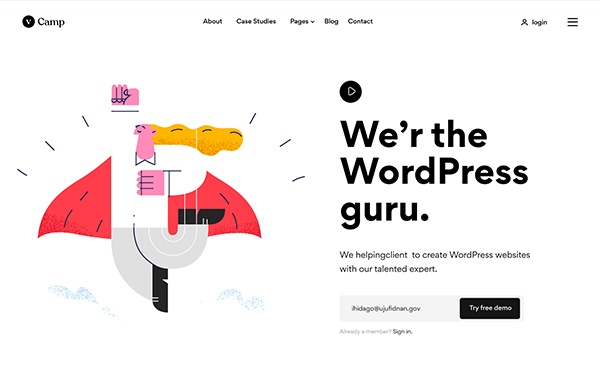 v Camp
About Case Studies Pages Blog Contact
login
We'r the
WordPress
guru.
We helpingclient to create WordPress websites
with our talented expert.
ihidago@ujufidnan.gov
Try free demo
Already a member? Sign in.